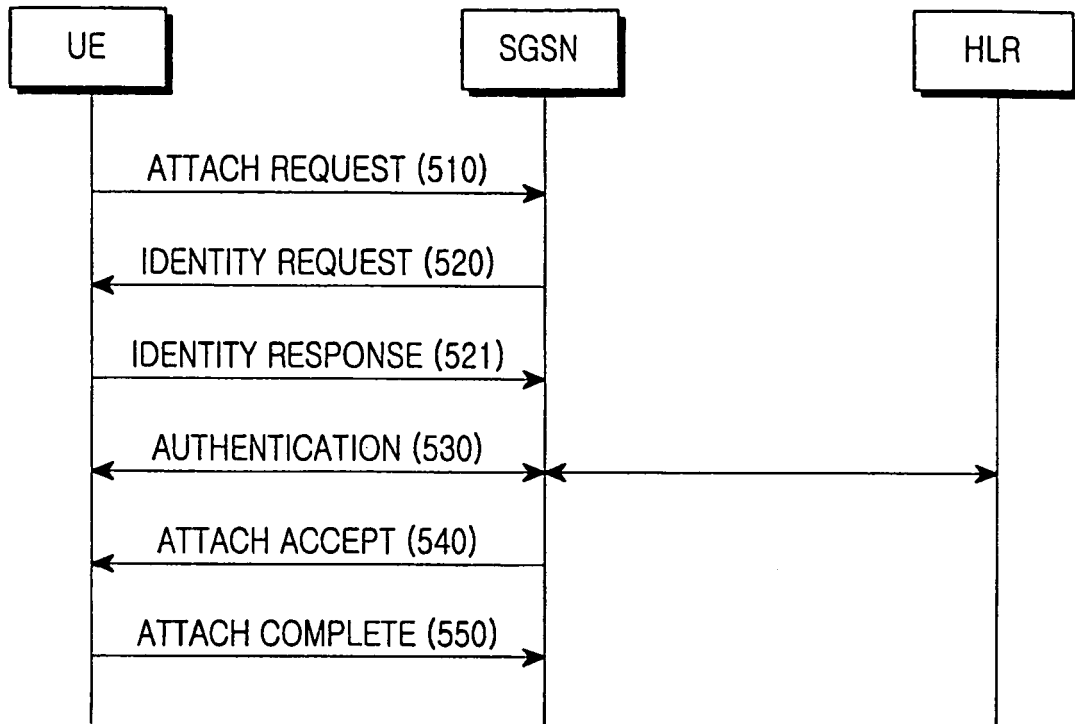 UE
SGSN
HLR
ATTACH REQUEST (510)
IDENTITY REQUEST (520)
IDENTITY RESPONSE (521)
AUTHENTICATION (530)
ATTACH ACCEPT (540)
ATTACH COMPLETE (550)